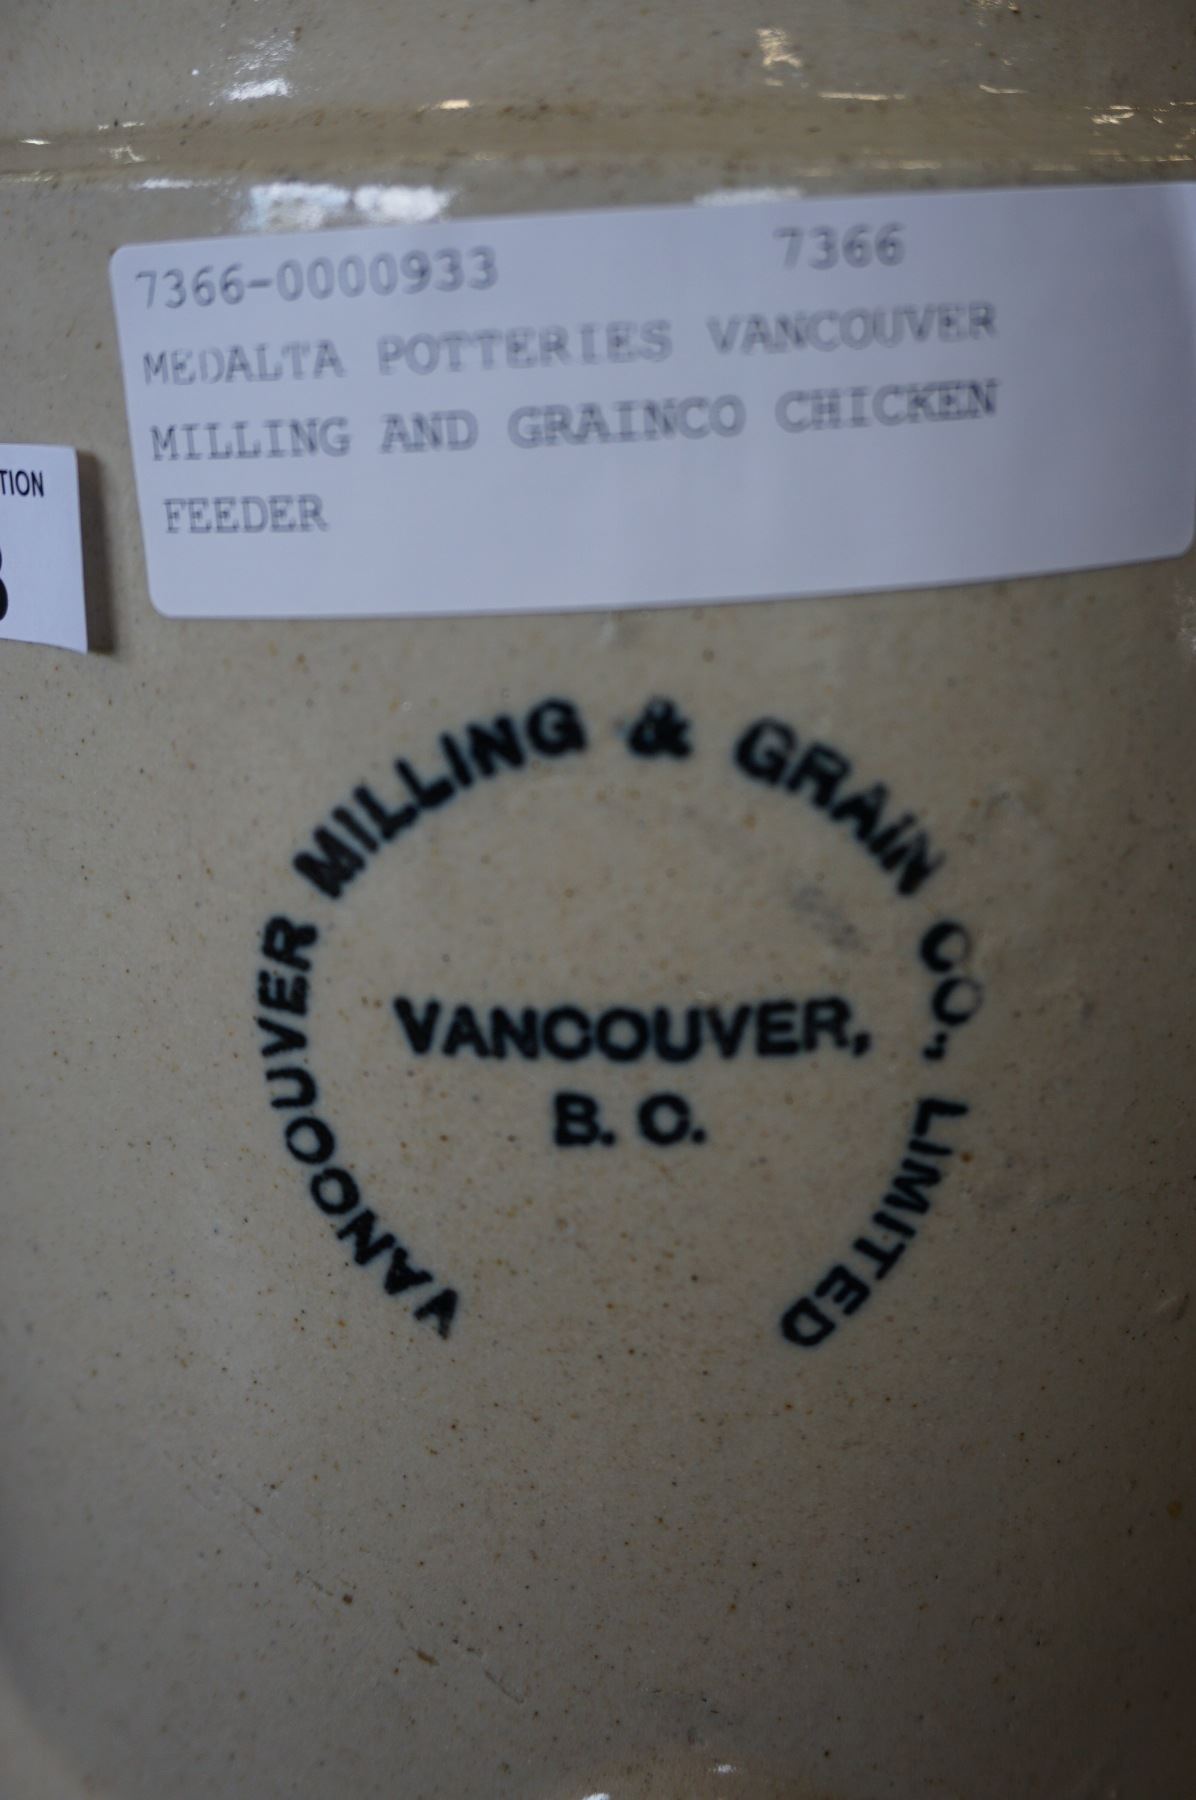 7366-0000933 7366
MEDALTA POTTERIES VANCOUVER
MILLING AND GRAINCO CHICKEN
FEEDER
TION
VANCOUVER MILLING & GRAIN CO., LIMITED
VANCOUVER,
B. C.